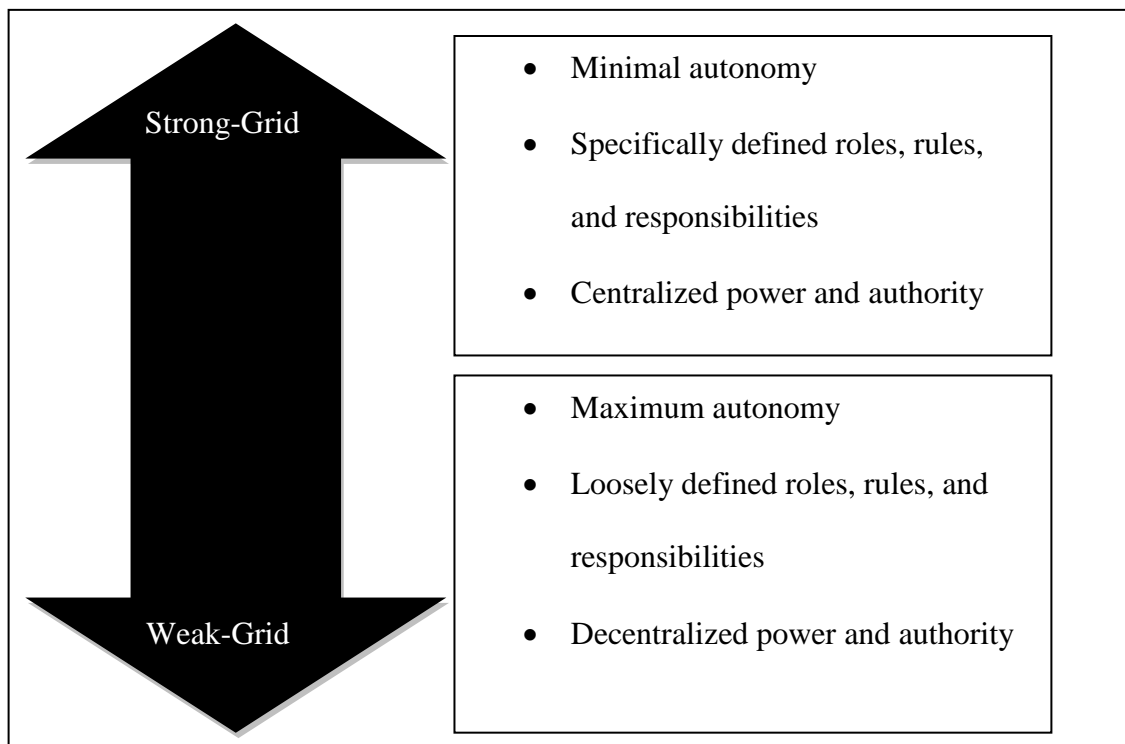 Strong-Grid
• Minimal autonomy
• Specifically defined roles, rules,
and responsibilities
• Centralized power and authority
Weak-Grid
• Maximum autonomy
• Loosely defined roles, rules, and
responsibilities
• Decentralized power and authority